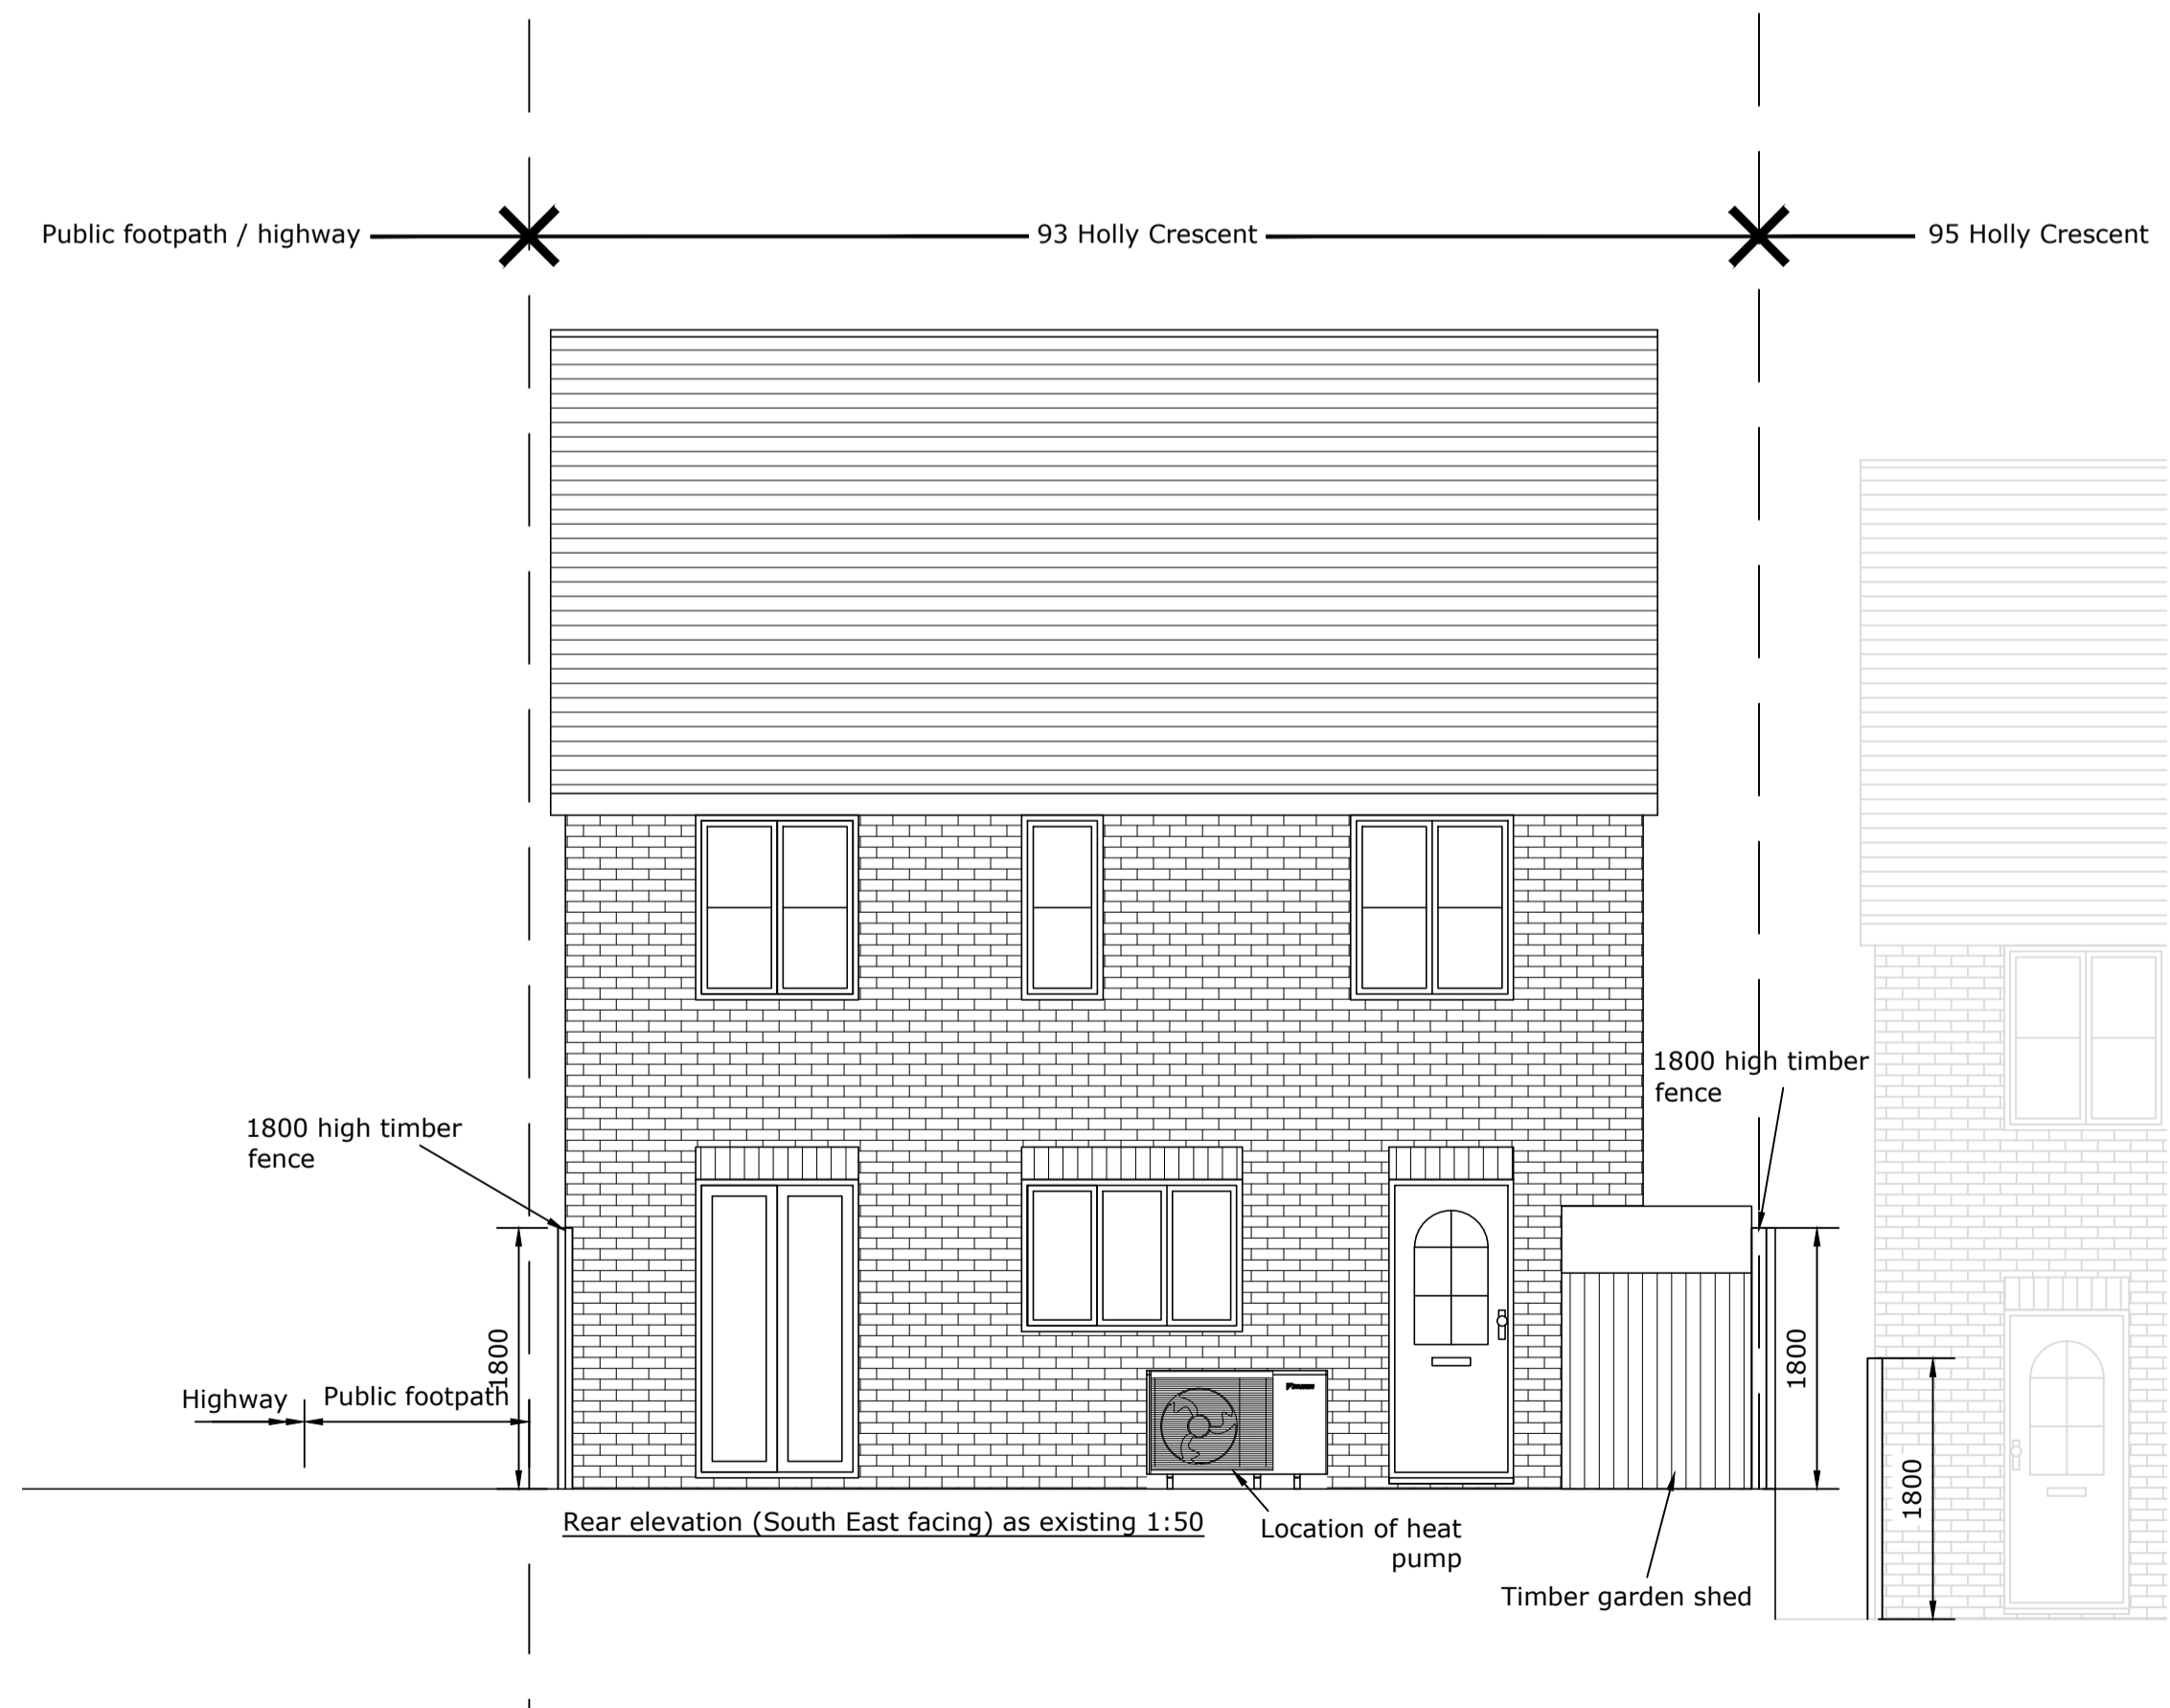 Public footpath / highway
93 Holly Crescent
95 Holly Crescent
1800 high timber
fence
1800 high timber
fence
1800
Highway
Public footpath
1800
1800
Rear elevation (South East facing) as existing 1:50
Location of heat
pump
Timber garden shed